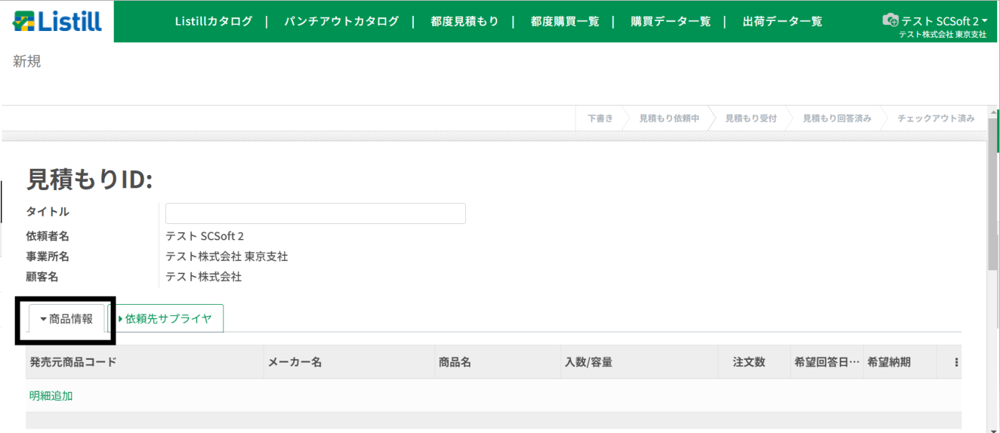 Listill
Listillカタログ | パンチアウトカタログ | 都度見積もり | 都度購買一覧 | 購買データ一覧 | 出荷データ一覧
テスト SCSoft 2
テスト株式会社 東京支社
新規
下書き 見積もり依頼中 見積もり受付 見積もり回答済み チェックアウト済み
見積もりID:
タイトル
依頼者名 テスト SCSoft 2
事業所名 テスト株式会社 東京支社
顧客名 テスト株式会社
商品情報 依頼先サプライヤ
発売元商品コード メーカー名 商品名 入数/容量 注文数 希望回答日… 希望納期
明細追加